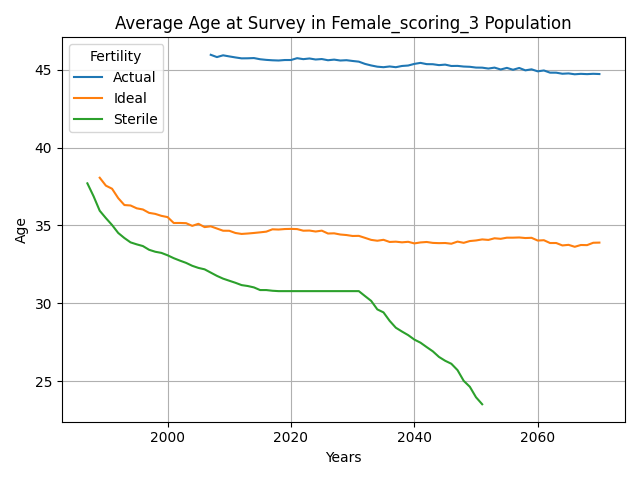 Average Age at Survey in Female_scoring_3 Population
Fertility
Actual
Ideal
Sterile
45
40
35
30
25
Age
2000
2020
2040
2060
Years